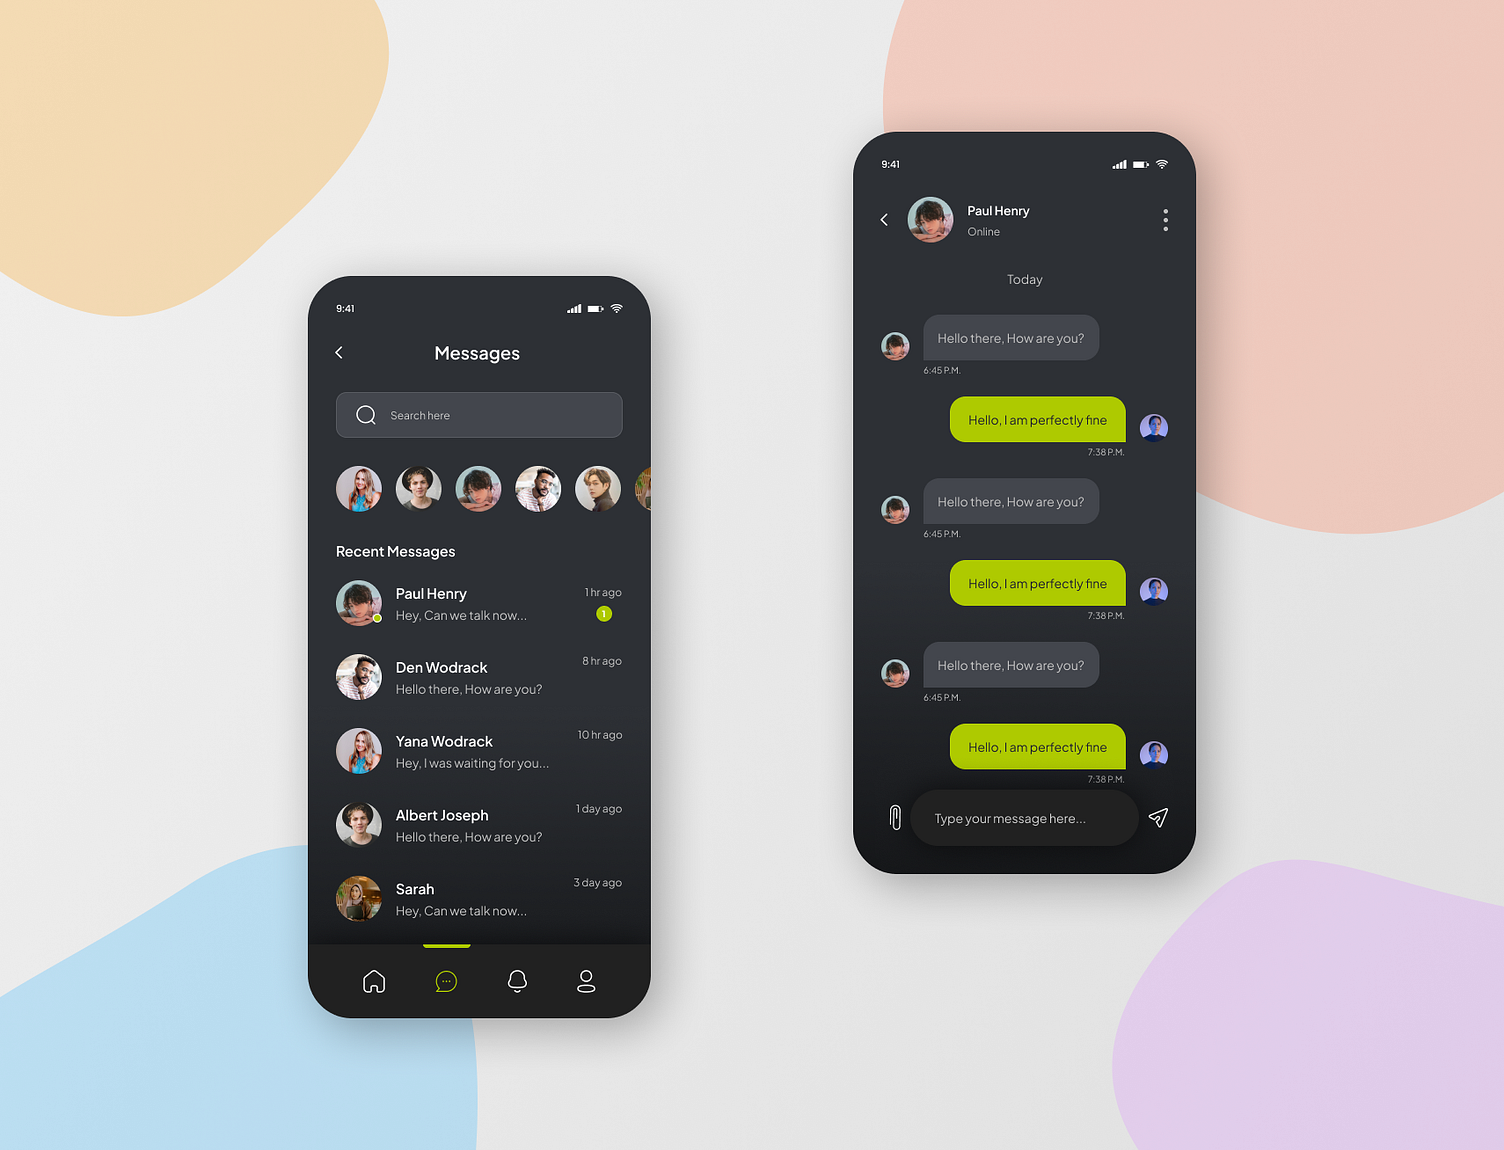 9:41
Messages
Search here
Recent Messages
Paul Henry
1 hr ago
Hey, Can we talk now...
1
Den Wodrack
8 hr ago
Hello there, How are you?
Yana Wodrack
10 hr ago
Hey, I was waiting for you...
Albert Joseph
1 day ago
Hello there, How are you?
Sarah
3 day ago
Hey, Can we talk now...
9:41
Paul Henry
Online
Today
Hello there, How are you?
6:45 P.M.
Hello, I am perfectly fine
7:38 P.M.
Hello there, How are you?
6:45 P.M.
Hello, I am perfectly fine
7:38 P.M.
Hello there, How are you?
6:45 P.M.
Hello, I am perfectly fine
7:38 P.M.
Type your message here...